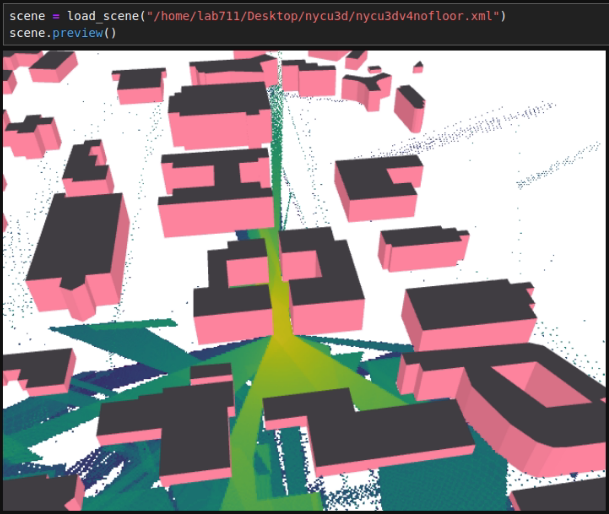 scene = load_scene("/home/lab711/Desktop/nycu3d/nycu3dv4nofloor.xml")
scene.preview()